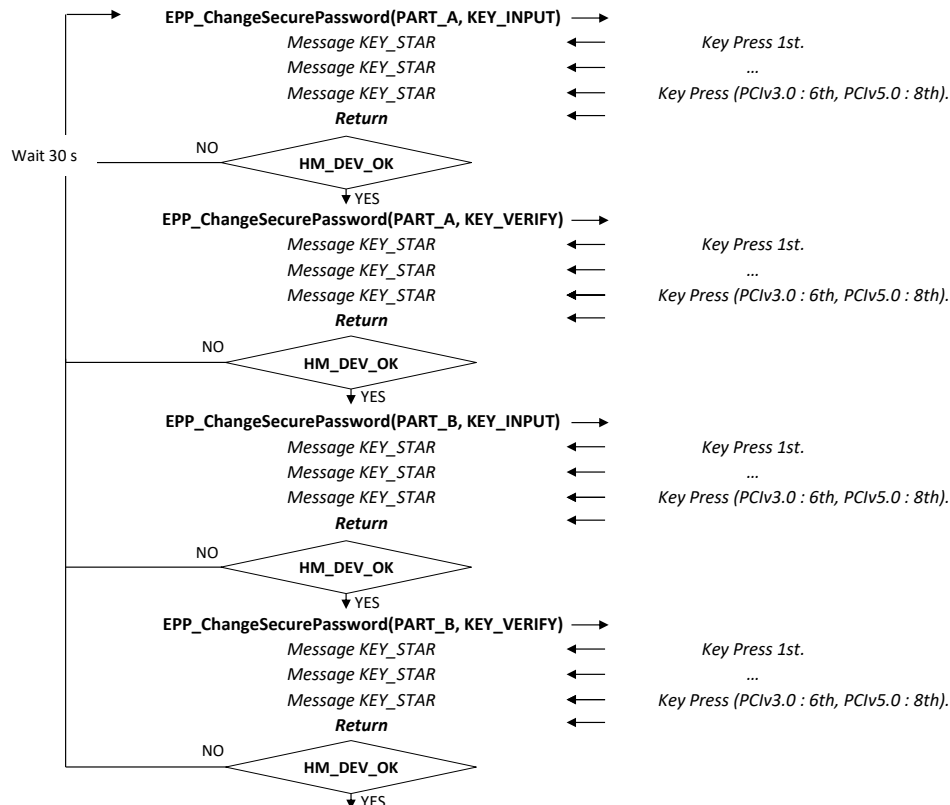 EPP_ChangeSecurePassword(PART_A, KEY_INPUT)
Message KEY_STAR Key Press 1st.
Message KEY_STAR ...
Message KEY_STAR Key Press (PCIv3.0 : 6th, PCIv5.0 : 8th).
Return
Wait 30 s NO HM_DEV_OK
YES
EPP_ChangeSecurePassword(PART_A, KEY_VERIFY)
Message KEY_STAR Key Press 1st.
Message KEY_STAR ...
Message KEY_STAR Key Press (PCIv3.0 : 6th, PCIv5.0 : 8th).
Return
NO HM_DEV_OK
YES
EPP_ChangeSecurePassword(PART_B, KEY_INPUT)
Message KEY_STAR Key Press 1st.
Message KEY_STAR ...
Message KEY_STAR Key Press (PCIv3.0 : 6th, PCIv5.0 : 8th).
Return
NO HM_DEV_OK
YES
EPP_ChangeSecurePassword(PART_B, KEY_VERIFY)
Message KEY_STAR Key Press 1st.
Message KEY_STAR ...
Message KEY_STAR Key Press (PCIv3.0 : 6th, PCIv5.0 : 8th).
Return
NO HM_DEV_OK
YES